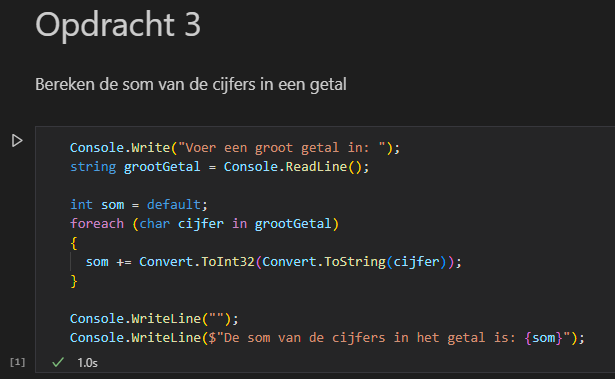 Opdracht 3
Bereken de som van de cijfers in een getal
Console.Write("Voer een groot getal in: ");
string grootGetal = Console.ReadLine();
int som = default;
foreach (char cijfer in grootGetal)
{
som += Convert.ToInt32(Convert.ToString(cijfer));
}
Console.WriteLine("");
Console.WriteLine($"De som van de cijfers in het getal is: {som}");
[1] ✓ 1.0s